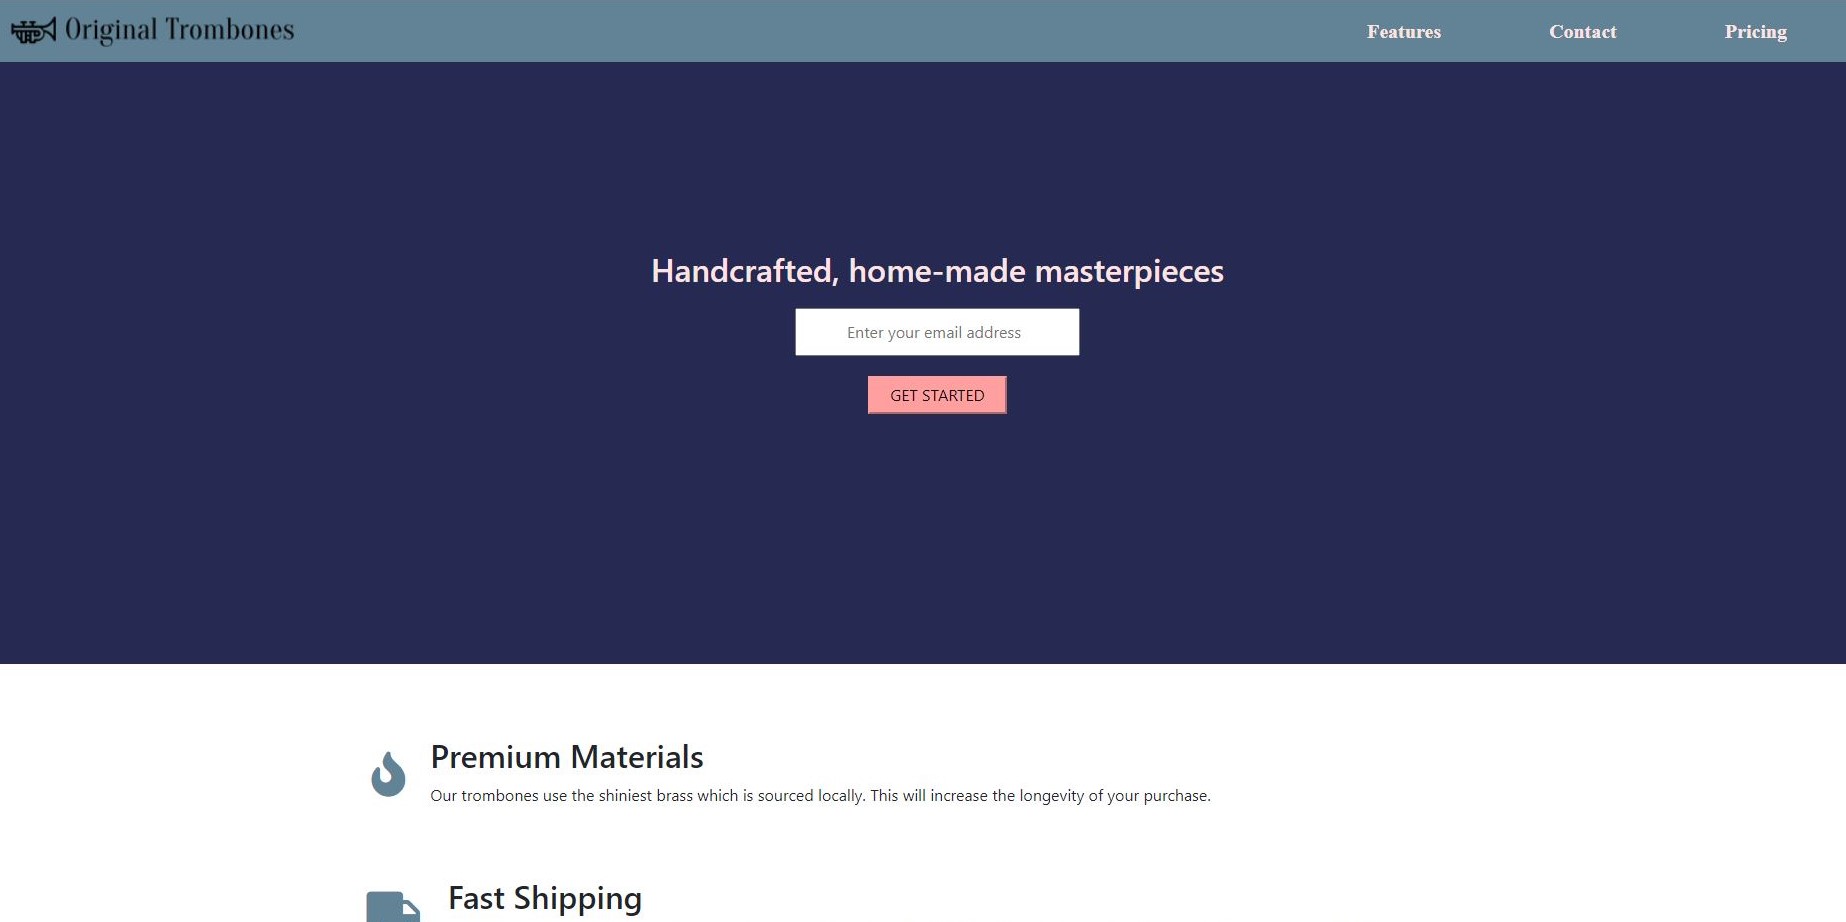 Original Trombones
Features
Contact
Pricing
Handcrafted, home-made masterpieces
Enter your email address
GET STARTED
Premium Materials
Our trombones use the shiniest brass which is sourced locally. This will increase the longevity of your purchase.
Fast Shipping